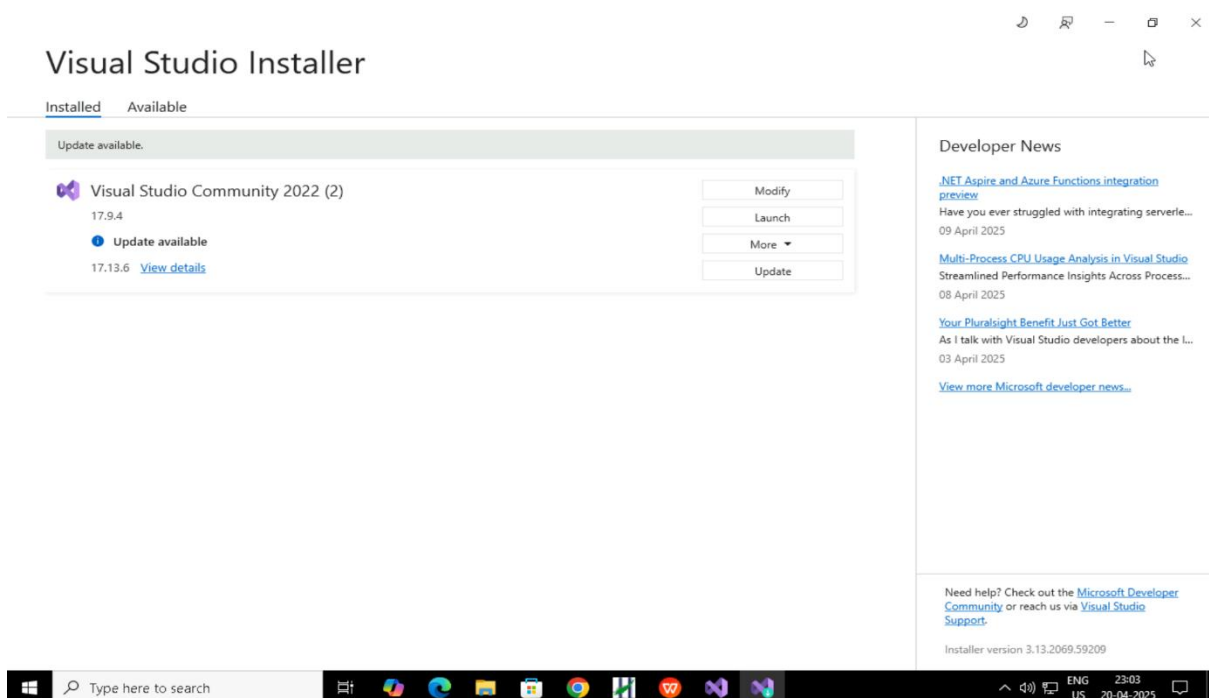 Visual Studio Installer
Installed Available
Update available.
Visual Studio Community 2022 (2)
17.9.4
Update available
17.13.6 View details
Modify
Launch
More
Update
Developer News
.NET Aspire and Azure Functions integration
preview
Have you ever struggled with integrating serverle...
09 April 2025
Multi-Process CPU Usage Analysis in Visual Studio
Streamlined Performance Insights Across Process...
08 April 2025
Your Pluralsight Benefit Just Got Better
As I talk with Visual Studio developers about the l...
03 April 2025
View more Microsoft developer news...
Need help? Check out the Microsoft Developer
Community or reach us via Visual Studio
Support.
Installer version 3.13.2069.59209
Type here to search
ENG
US
23:03
20-04-2025